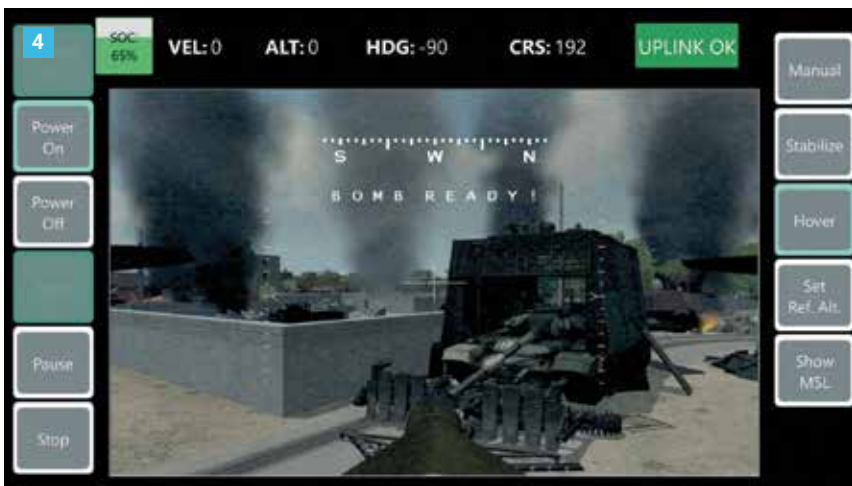 4
SOC
65%
VEL: 0
ALT: 0
HDG: -90
CRS: 192
UPLINK OK
Power
On
Power
Off
Pause
Stop
S W N
BOMB READY!
Manual
Stabilize
Hover
Set
Ref. Alt.
Show
MSL